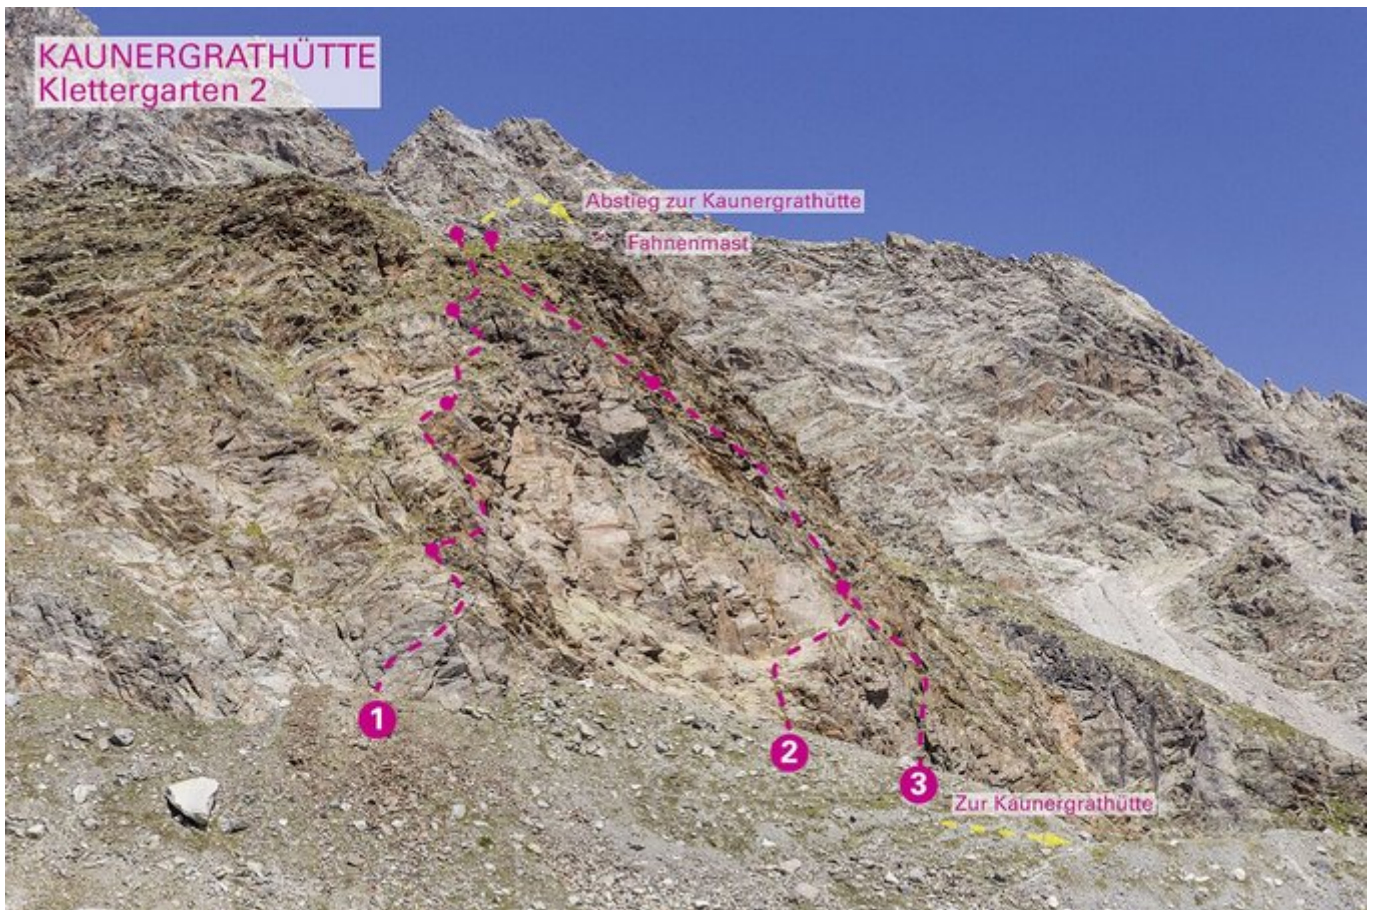 KAUNERGRATHÜTTE
Klettergarten 2
Abstieg zur Kaunergrathütte
Fahnenmast
1
2
3
Zur Kaunergrathütte